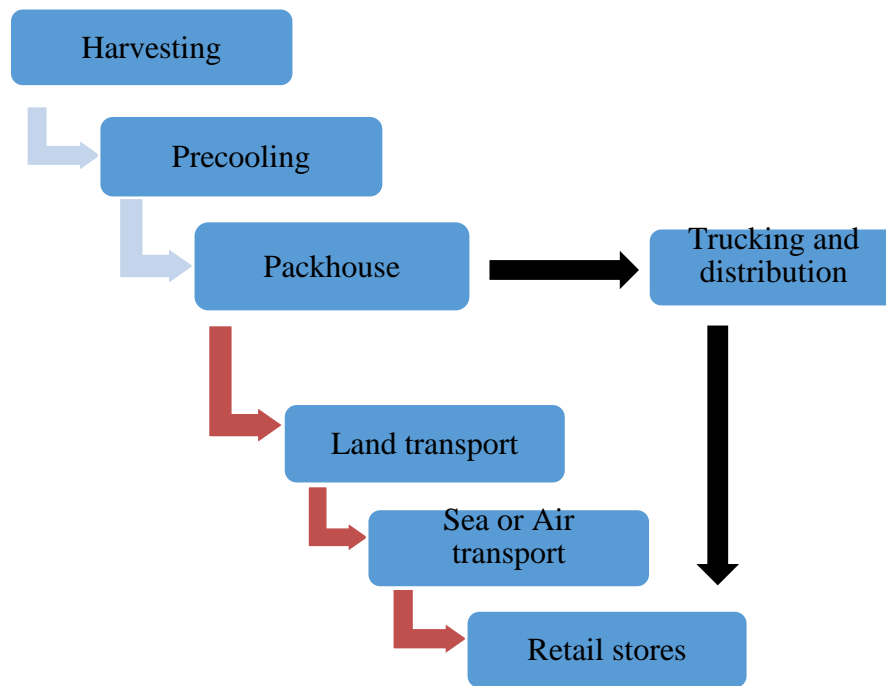 Harvesting
Precooling
Packhouse
Trucking and
distribution
Land transport
Sea or Air
transport
Retail stores